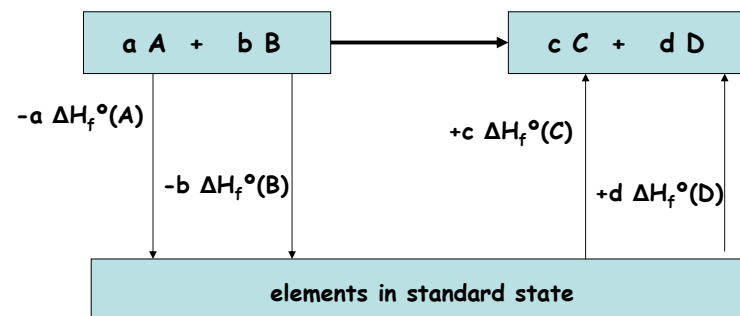 a A + b B
c C + d D
-a ΔHf°(A)
+c ΔHf°(C)
-b ΔHf°(B)
+d ΔHf°(D)
elements in standard state